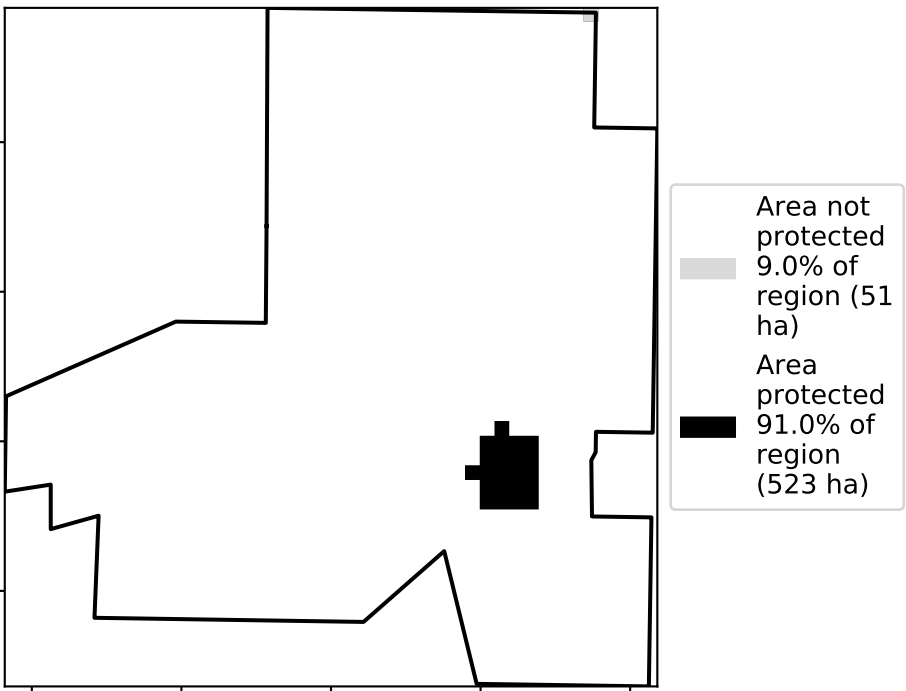 Area not
protected
9.0% of
region (51
ha)
Area
protected
91.0% of
region
(523 ha)